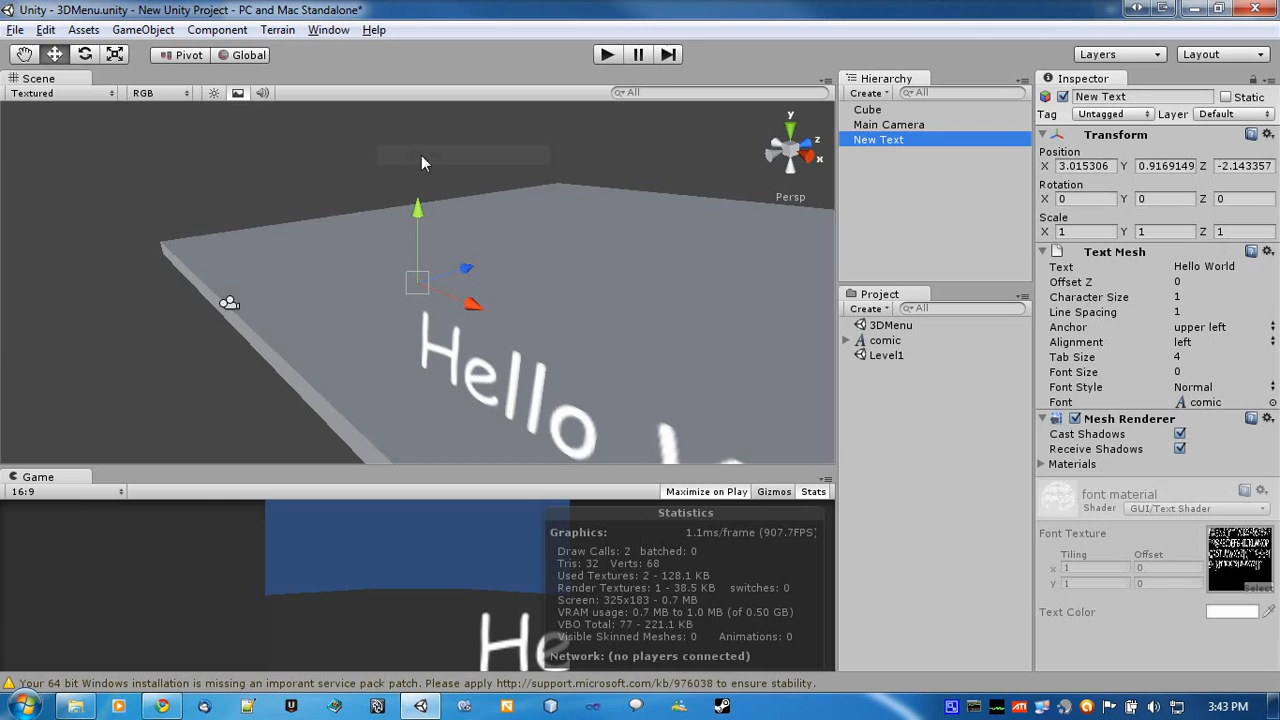 Unity - 3DMenu.unity - New Unity Project - PC and Mac Standalone*
File Edit Assets GameObject Component Terrain Window Help
Pivot Global Layers Layout
Scene
Textured RGB All
y
z
x
Persp
Hello
Hierarchy
Create All
Cube
Main Camera
New Text
Project
Create All
3DMenu
comic
Level1
Inspector
New Text Static
Tag Untagged Layer Default
Transform
Position
X 3.015306 Y 0.9169149 Z -2.143357
Rotation
X 0 Y 0 Z 0
Scale
X 1 Y 1 Z 1
Text Mesh
Text Hello World
Offset Z 0
Character Size 1
Line Spacing 1
Anchor upper left
Alignment left
Tab Size 4
Font Size 0
Font Style Normal
Font comic
Mesh Renderer
Cast Shadows
Receive Shadows
Materials
font material
Shader GUI/Text Shader
Font Texture
Tiling Offset
x 1 0
y 1 0
Select
Text Color
Game
16:9 Maximize on Play Gizmos Stats
Statistics
Graphics: 1.1ms/frame (907.7FPS)
Draw Calls: 2 batched: 0
Tris: 32 Verts: 68
Used Textures: 2 - 128.1 KB
Render Textures: 1 - 38.5 KB switches: 0
Screen: 325x183 - 0.7 MB
VRAM usage: 0.7 MB to 1.0 MB (of 0.50 GB)
VBO Total: 77 - 221.1 KB
Visible Skinned Meshes: 0 Animations: 0
Network: (no players connected)
He
Your 64 bit Windows installation is missing an important service pack patch. Please apply http://support.microsoft.com/kb/976038 to ensure stability.
3:43 PM